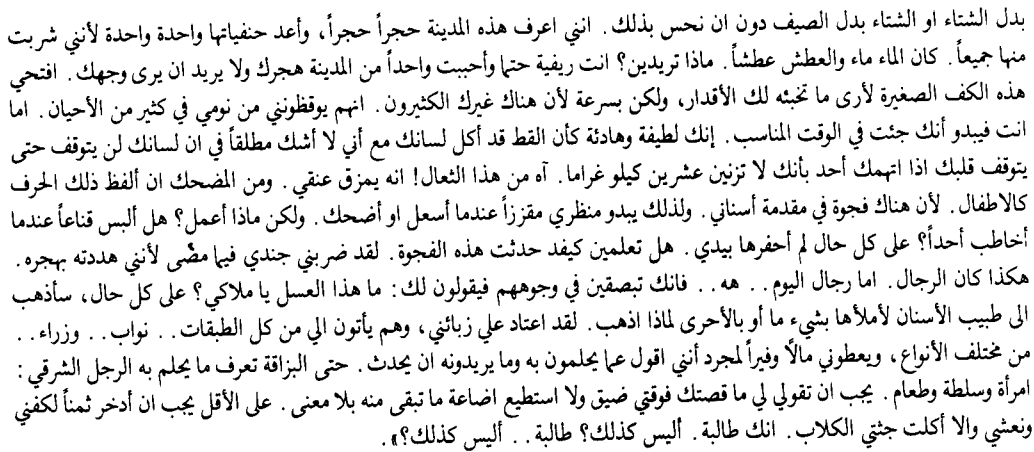 بدل الشتاء او الشتاء بدل الصيف دون ان نحس بذلك. انني اعرف هذه المدينة حجراً حجراً، وأعد حنفياتها واحدة واحدة لأنني شربت
منها جميعاً. كان الماء ماء والعطش عطشاً. ماذا تريدين؟ انت ريفية حتما وأحببت واحداً من المدينة هجرك ولا يريد ان يرى وجهك. افتحي
هذه الكف الصغيرة لأرى ما تخبئه لك الأقدار، ولكن بسرعة لأن هناك غيرك الكثيرون. انهم يوقظونني من نومي في كثير من الأحيان. اما
انت فيبدو أنك جئت في الوقت المناسب. إنك لطيفة وهادئة كأن القط قد أكل لسانك مع أني لا أشك مطلقاً في ان لسانك لن يتوقف حتى
يتوقف قلبك اذا اتهمك أحد بأنك لا تزنين عشرين كيلو غراما. آه من هذا الثعال! انه يمزق عنقي. ومن المضحك ان ألفظ ذلك الحرف
كالاطفال. لأن هناك فجوة في مقدمة أسناني. ولذلك يبدو منظري مقززاً عندما أسعل او أضحك. ولكن ماذا أعمل؟ هل ألبس قناعاً عندما
أخاطب أحداً؟ على كل حال لم أحفرها بيدي. هل تعلمين كيفد حدثت هذه الفجوة. لقد ضربني جندي فيما مضّى لأنني هددته بهجره.
هكذا كان الرجال. اما رجال اليوم.. هه.. فانك تبصقين في وجوههم فيقولون لك: ما هذا العسل يا ملاكي؟ على كل حال، سأذهب
الى طبيب الأسنان لأملأها بشيء ما أو بالأحرى لماذا اذهب. لقد اعتاد علي زبائني، وهم يأتون الي من كل الطبقات.. نواب.. وزراء..
من مختلف الأنواع، ويعطوني مالًا وفيراً لمجرد أنني اقول عما يحلمون به وما يريدونه ان يحدث. حتى البزاقة تعرف ما يحلم به الرجل الشرقي:
امرأة وسلطة وطعام. يجب ان تقولي لي ما قصتك فوقتي ضيق ولا استطيع اضاعة ما تبقى منه بلا معنى. على الأقل يجب ان أدخر ثمناً لكفني
ونعشي والا أكلت جثتي الكلاب. انك طالبة. أليس كذلك؟ طالبة.. أليس كذلك؟».